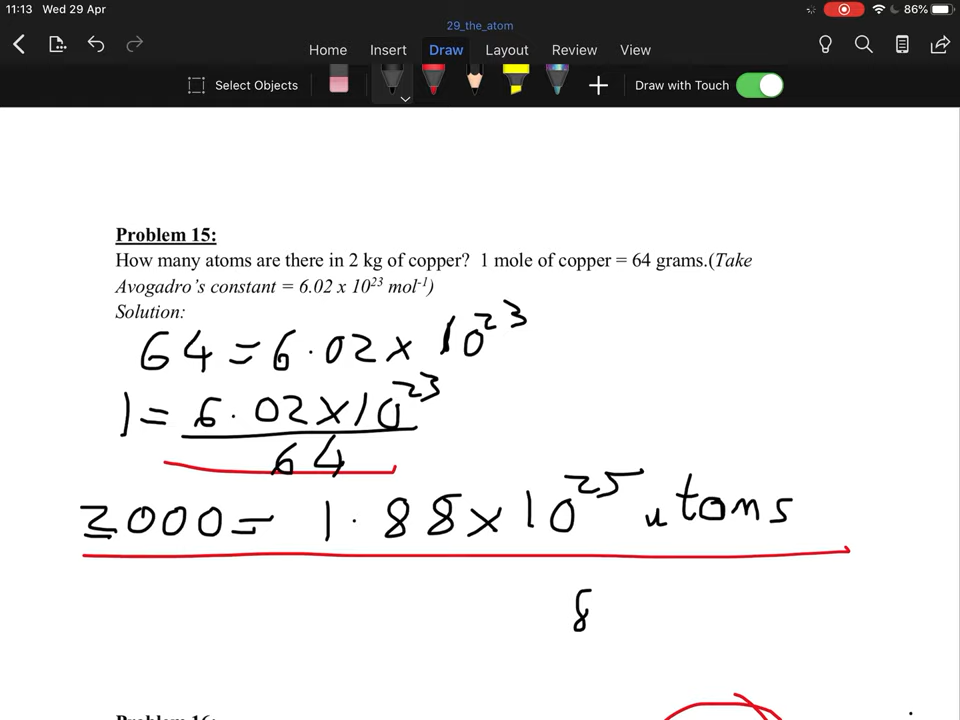 11:13 Wed 29 Apr 86%
29_the_atom
Home Insert Draw Layout Review View
Select Objects Draw with Touch
Problem 15:
How many atoms are there in 2 kg of copper? 1 mole of copper = 64 grams.(Take
Avogadro's constant = 6.02 x 10²³ mol⁻¹)
Solution:
64 = 6.02 × 10²³
1 = 6.02 × 10²³
64
2000 = 1.88 × 10²⁵ utoms
8
Problem 16: